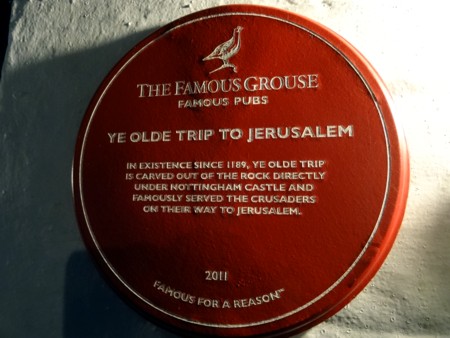 THE FAMOUS GROUSE
FAMOUS PUBS
YE OLDE TRIP TO JERUSALEM
IN EXISTENCE SINCE 1189, YE OLDE TRIP
IS CARVED OUT OF THE ROCK DIRECTLY
UNDER NOTTINGHAM CASTLE AND
FAMOUSLY SERVED THE CRUSADERS
ON THEIR WAY TO JERUSALEM.
2011
FAMOUS FOR A REASON™